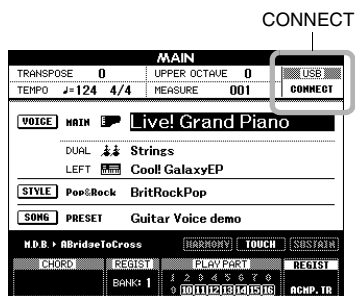 CONNECT
MAIN
TRANSPOSE 0 UPPER OCTAVE 0 USB
TEMPO ♩=124 4/4 MEASURE 001 CONNECT
VOICE MAIN Live! Grand Piano
DUAL Strings
LEFT Cool! GalaxyEP
STYLE Pop&Rock BritRockPop
SONG PRESET Guitar Voice demo
M.D.B. ▸ ABridgeToCross HARMONY TOUCH SUSTAIN
CHORD REGIST PLAY PART REGIST
BANK: 1 1 2 3 4 5 6 7 8
9 10 11 12 13 14 15 16 ACMP. TR